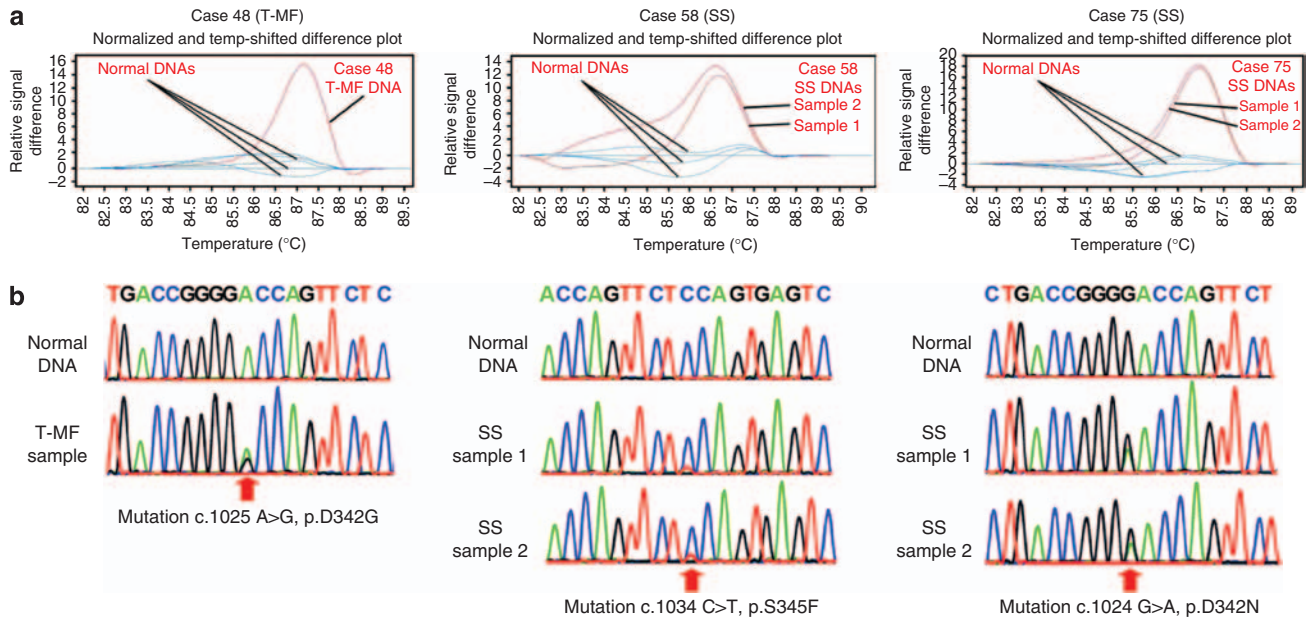 a
Case 48 (T-MF)
Normalized and temp-shifted difference plot
Relative signal
difference
16
14
12
10
8
6
4
2
0
–2
Normal DNAs
Case 48
T-MF DNA
82 82.5 83 83.5 84 84.5 85 85.5 86 86.5 87 87.5 88 88.5 89 89.5
Temperature (°C)
Case 58 (SS)
Normalized and temp-shifted difference plot
Relative signal
difference
14
12
10
8
6
4
2
0
–2
–4
Normal DNAs
Case 58
SS DNAs
Sample 2
Sample 1
82 82.5 83 83.5 84 84.5 85 85.5 86 86.5 87 87.5 88 88.5 89 89.5 90
Temperature (°C)
Case 75 (SS)
Normalized and temp-shifted difference plot
Relative signal
difference
20
18
16
14
12
10
8
6
4
2
0
–2
–4
Normal DNAs
Case 75
SS DNAs
Sample 1
Sample 2
82 82.5 83 83.5 84 84.5 85 85.5 86 86.5 87 87.5 88 88.5 89
Temperature (°C)
b
TGACCGGGGACCAGTTCTC
Normal
DNA
T-MF
sample
Mutation c.1025 A>G, p.D342G
ACCAGTTCTCCAGTGAGTC
Normal
DNA
SS
sample 1
SS
sample 2
Mutation c.1034 C>T, p.S345F
CTGACCGGGGACCAGTTCT
Normal
DNA
SS
sample 1
SS
sample 2
Mutation c.1024 G>A, p.D342N